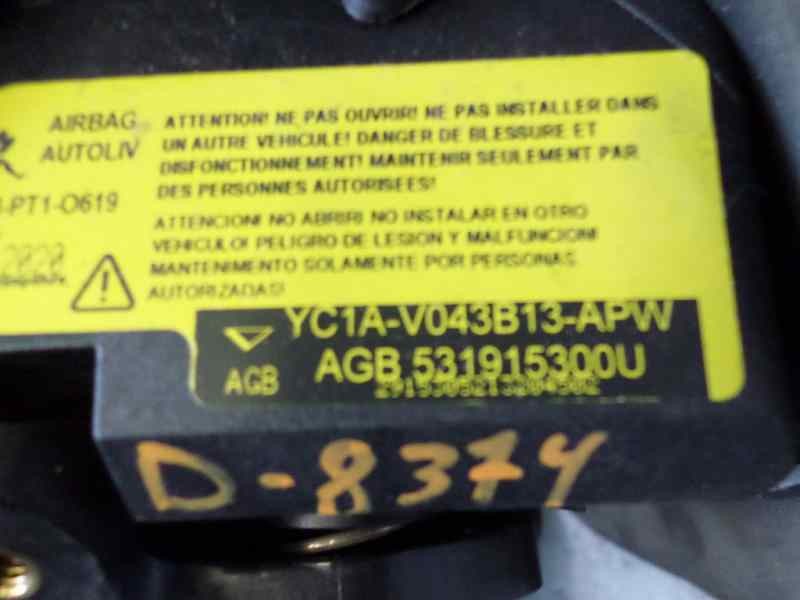 AIRBAG
AUTOLIV
-PT1-O619
2020
ATTENTION! NE PAS OUVRIR! NE PAS INSTALLER DANS
UN AUTRE VEHICULE! DANGER DE BLESSURE ET
DISFONCTIONNEMENT! MAINTENIR SEULEMENT PAR
DES PERSONNES AUTORISEES!
ATTENCION! NO ABRIR! NO INSTALAR EN OTRO
VEHICULO! PELIGRO DE LESION Y MALFUNCION!
MANTENIMENTO SOLAMENTE POR PERSONAS
AUTORIZADAS!
YC1A-V043B13-APW
AGB 531915300U
AGB
D-8374